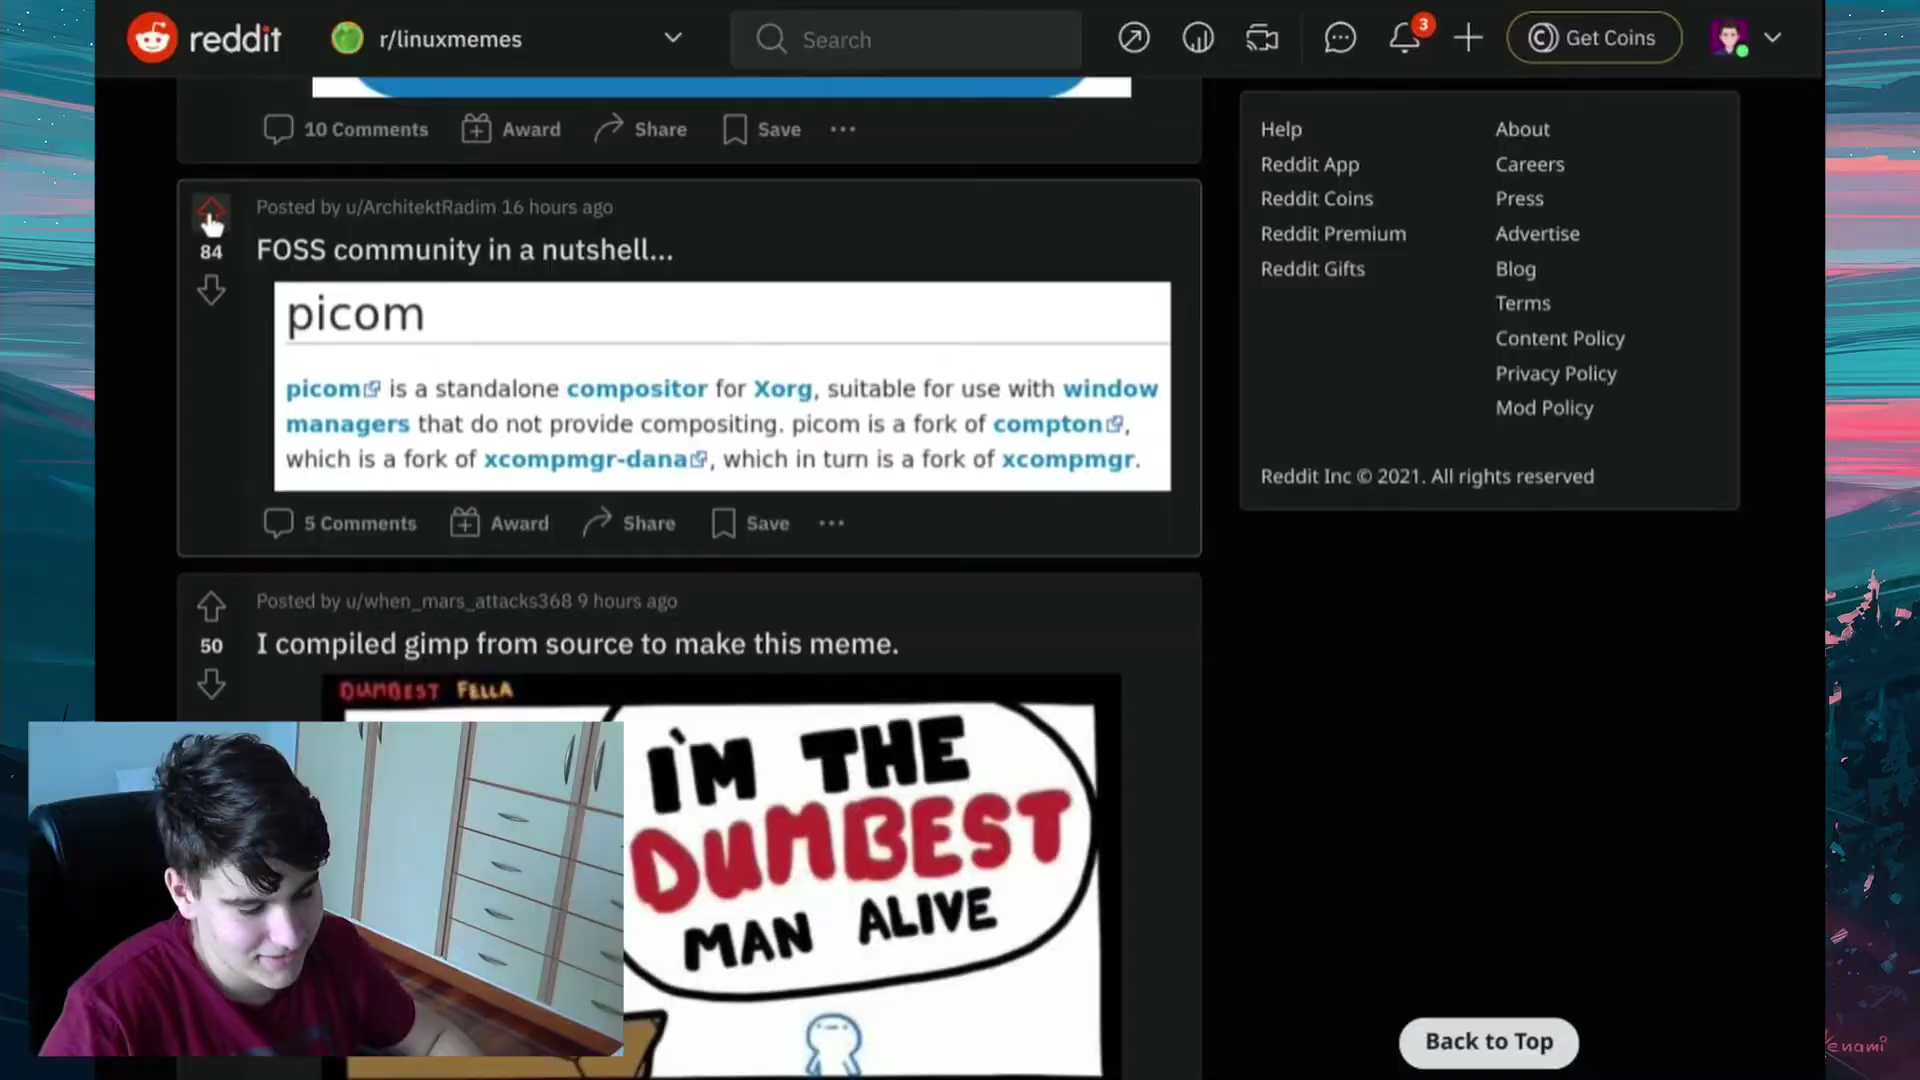 reddit
r/linuxmemes
Search
3
Get Coins
10 Comments
Award
Share
Save
Posted by u/ArchitektRadim 16 hours ago
84
FOSS community in a nutshell...
picom
picom is a standalone compositor for Xorg, suitable for use with window
managers that do not provide compositing. picom is a fork of compton,
which is a fork of xcompmgr-dana, which in turn is a fork of xcompmgr.
5 Comments
Award
Share
Save
Posted by u/when_mars_attacks368 9 hours ago
50
I compiled gimp from source to make this meme.
DUMBEST FELLA
I'M THE
DUMBEST
MAN ALIVE
Help
Reddit App
Reddit Coins
Reddit Premium
Reddit Gifts
About
Careers
Press
Advertise
Blog
Terms
Content Policy
Privacy Policy
Mod Policy
Reddit Inc © 2021. All rights reserved
Back to Top